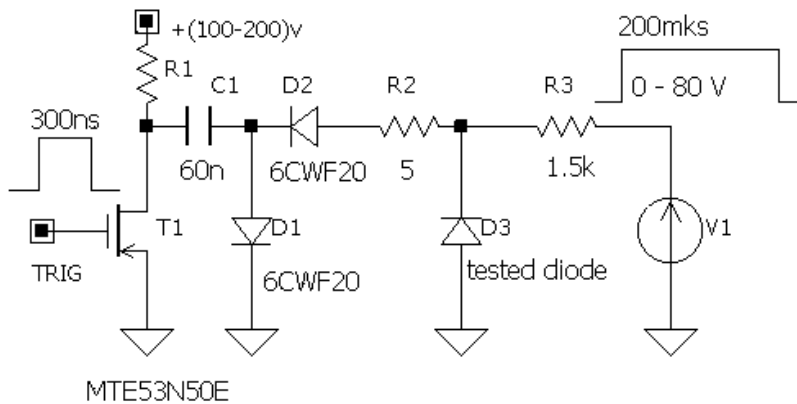 +(100-200)v
200mks
R1
C1
D2
R2
R3
0 - 80 V
300ns
60n
6CWF20
5
1.5k
T1
D1
D3
V1
TRIG
6CWF20
tested diode
MTE53N50E